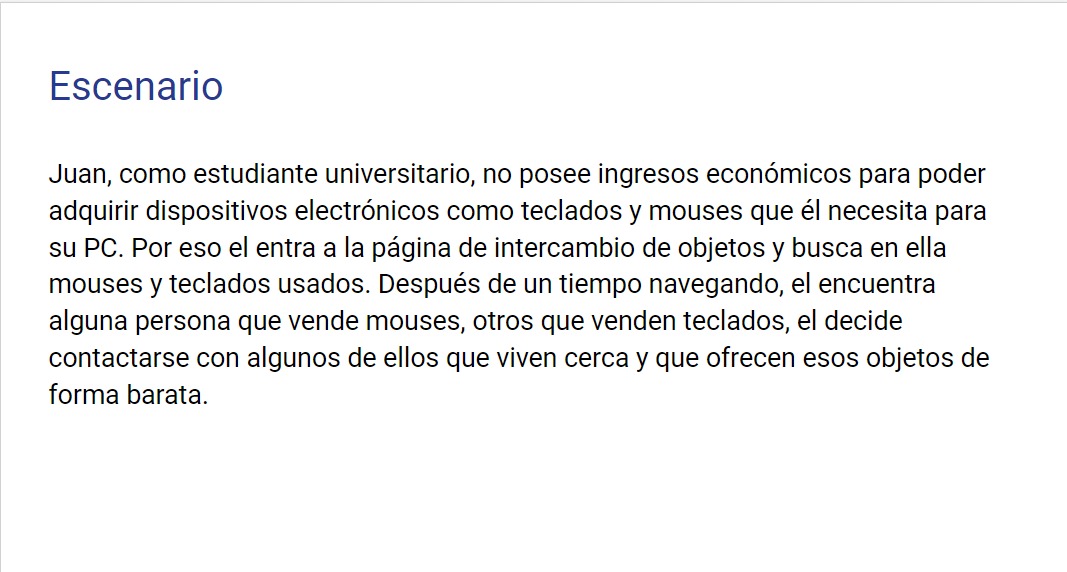 Escenario
Juan, como estudiante universitario, no posee ingresos económicos para poder
adquirir dispositivos electrónicos como teclados y mouses que él necesita para
su PC. Por eso el entra a la página de intercambio de objetos y busca en ella
mouses y teclados usados. Después de un tiempo navegando, el encuentra
alguna persona que vende mouses, otros que venden teclados, el decide
contactarse con algunos de ellos que viven cerca y que ofrecen esos objetos de
forma barata.